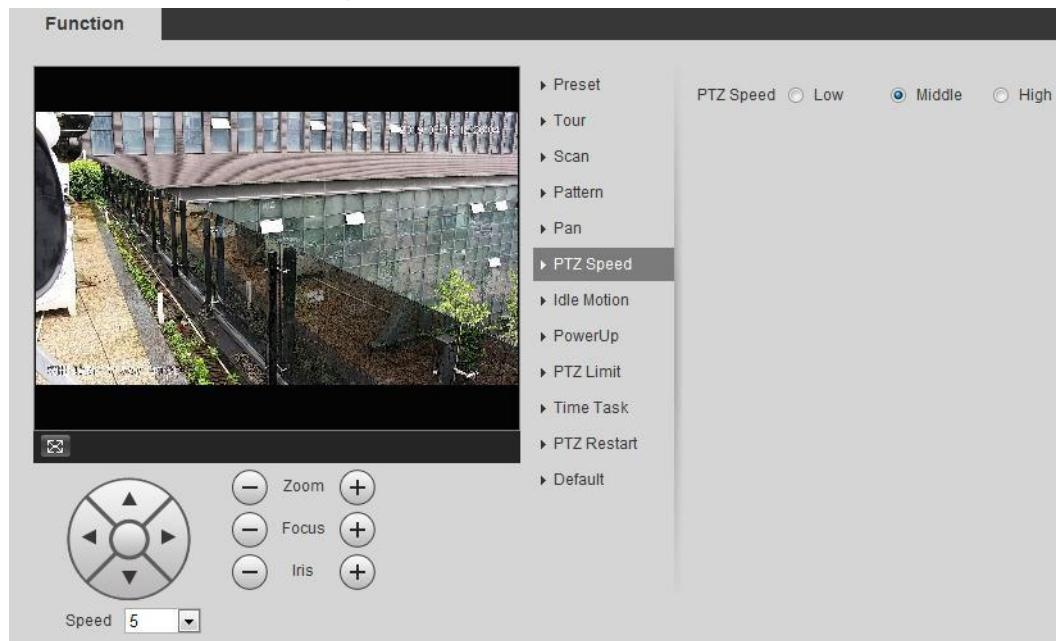 Function
Preset
Tour
Scan
Pattern
Pan
PTZ Speed
Idle Motion
PowerUp
PTZ Limit
Time Task
PTZ Restart
Default
PTZ Speed Low Middle High
Zoom
Focus
Iris
Speed 5